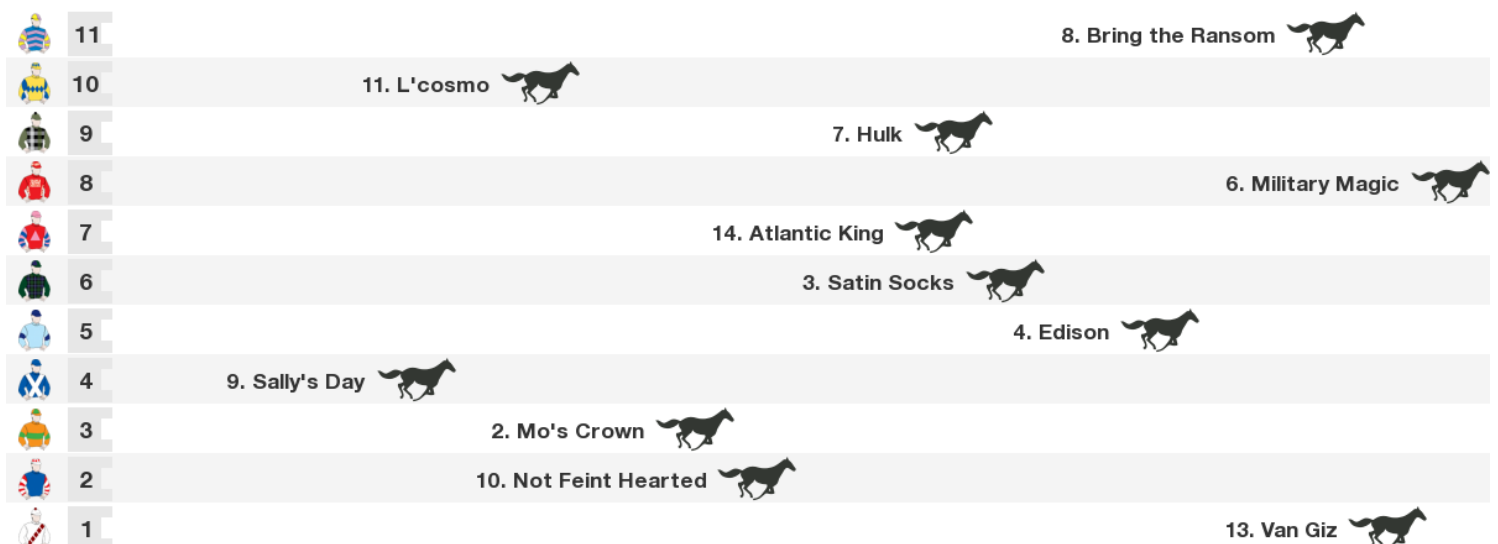 11 8. Bring the Ransom
10 11. L'cosmo
9 7. Hulk
8 6. Military Magic
7 14. Atlantic King
6 3. Satin Socks
5 4. Edison
4 9. Sally's Day
3 2. Mo's Crown
2 10. Not Feint Hearted
1 13. Van Giz